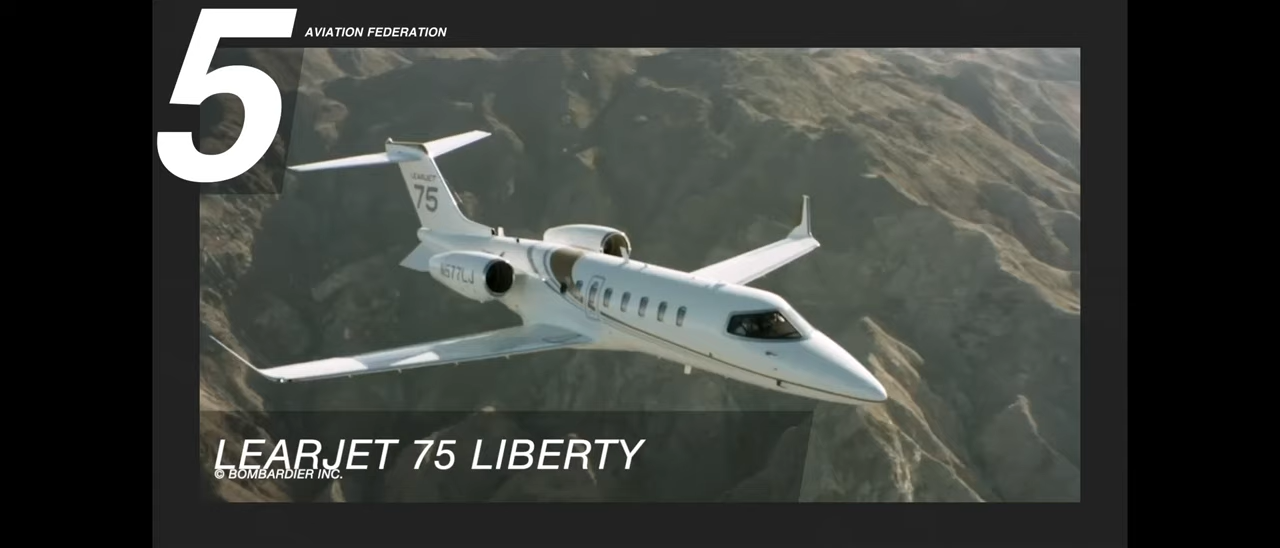 5
AVIATION FEDERATION
LEARJET
75
N577LJ
LEARJET 75 LIBERTY
© BOMBARDIER INC.